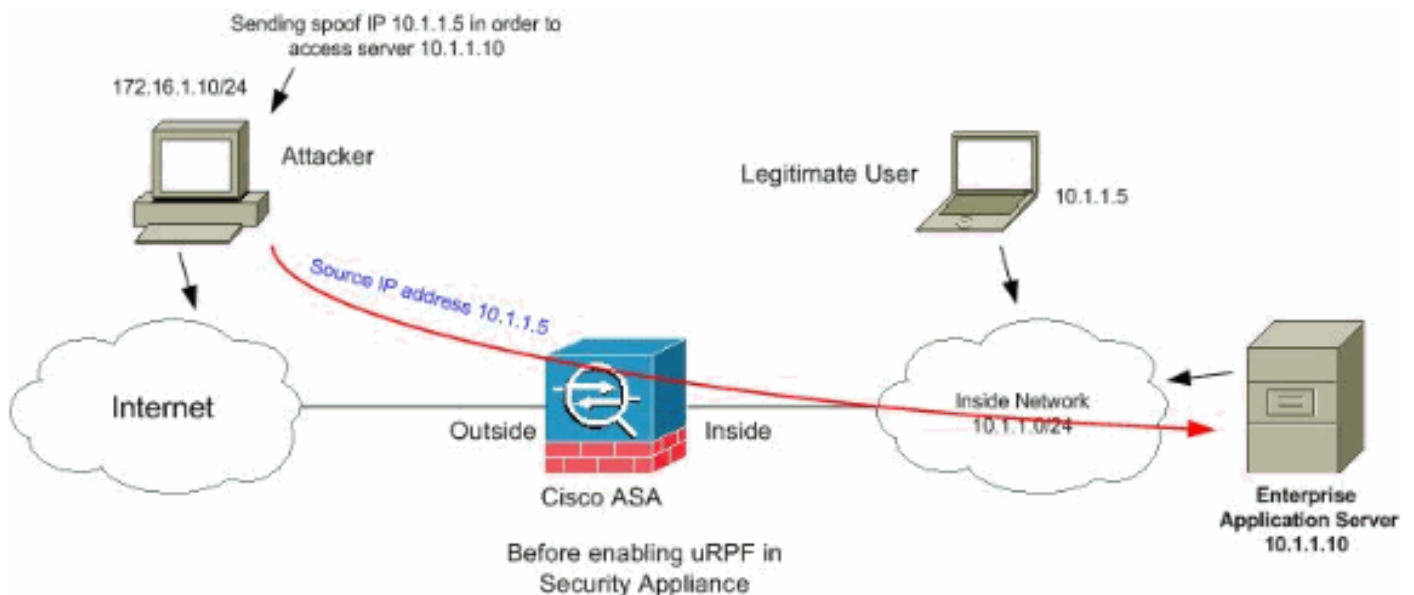 Sending spoof IP 10.1.1.5 in order to
access server 10.1.1.10
172.16.1.10/24
Attacker
Legitimate User
10.1.1.5
Source IP address 10.1.1.5
Internet
Outside
Inside
Inside Network
10.1.1.0/24
Cisco ASA
Enterprise
Application Server
10.1.1.10
Before enabling uRPF in
Security Appliance